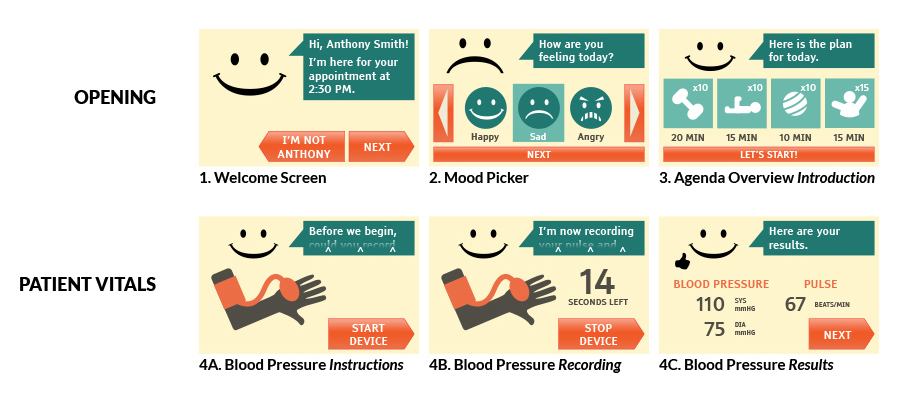 OPENING
Hi, Anthony Smith!
I'm here for your
appointment at
2:30 PM.
I'M NOT
ANTHONY
NEXT
1. Welcome Screen
How are you
feeling today?
Happy
Sad
Angry
NEXT
2. Mood Picker
Here is the plan
for today.
x10
x10
x10
x15
20 MIN
15 MIN
10 MIN
15 MIN
LET'S START!
3. Agenda Overview Introduction
PATIENT VITALS
Before we begin,
could you record
START
DEVICE
4A. Blood Pressure Instructions
I'm now recording
your pulse and
14
SECONDS LEFT
STOP
DEVICE
4B. Blood Pressure Recording
Here are your
results.
BLOOD PRESSURE
PULSE
110 SYS mmHG
67 BEATS/MIN
75 DIA mmHG
NEXT
4C. Blood Pressure Results